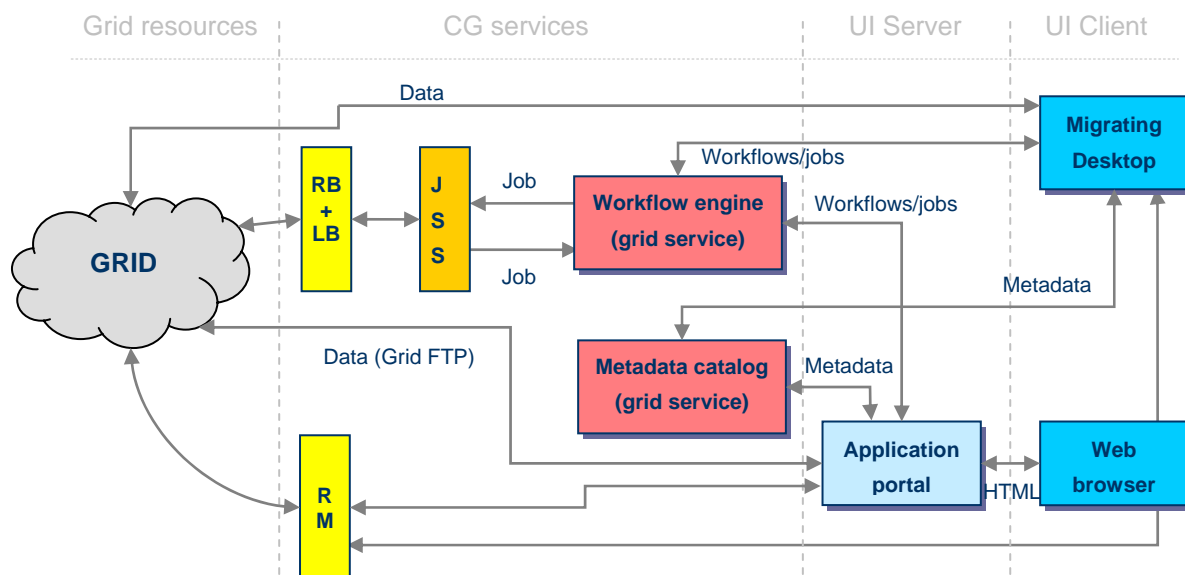 Grid resources
CG services
UI Server
UI Client
Data
Migrating
Desktop
Workflows/jobs
RB
+
LB
J
S
S
Job
Workflow engine
(grid service)
Workflows/jobs
GRID
Job
Metadata
Data (Grid FTP)
Metadada catalog
(grid service)
Metadata
Application
portal
HTML
Web
browser
R
M